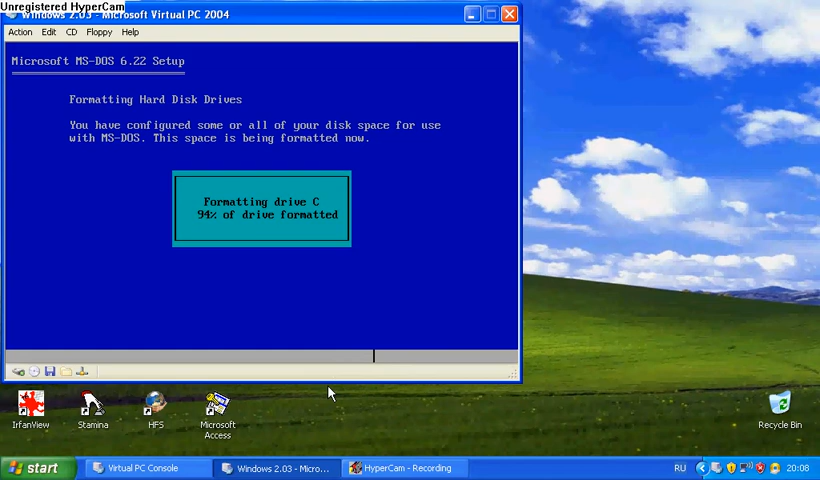 Unregistered HyperCam
Windows 2.03 - Microsoft Virtual PC 2004
Action Edit CD Floppy Help
Microsoft MS-DOS 6.22 Setup
Formatting Hard Disk Drives
You have configured some or all of your disk space for use
with MS-DOS. This space is being formatted now.
Formatting drive C
94% of drive formatted
IrfanView
Stamina
HFS
Microsoft
Access
Recycle Bin
start
Virtual PC Console
Windows 2.03 - Micro...
HyperCam - Recording
RU
20:08